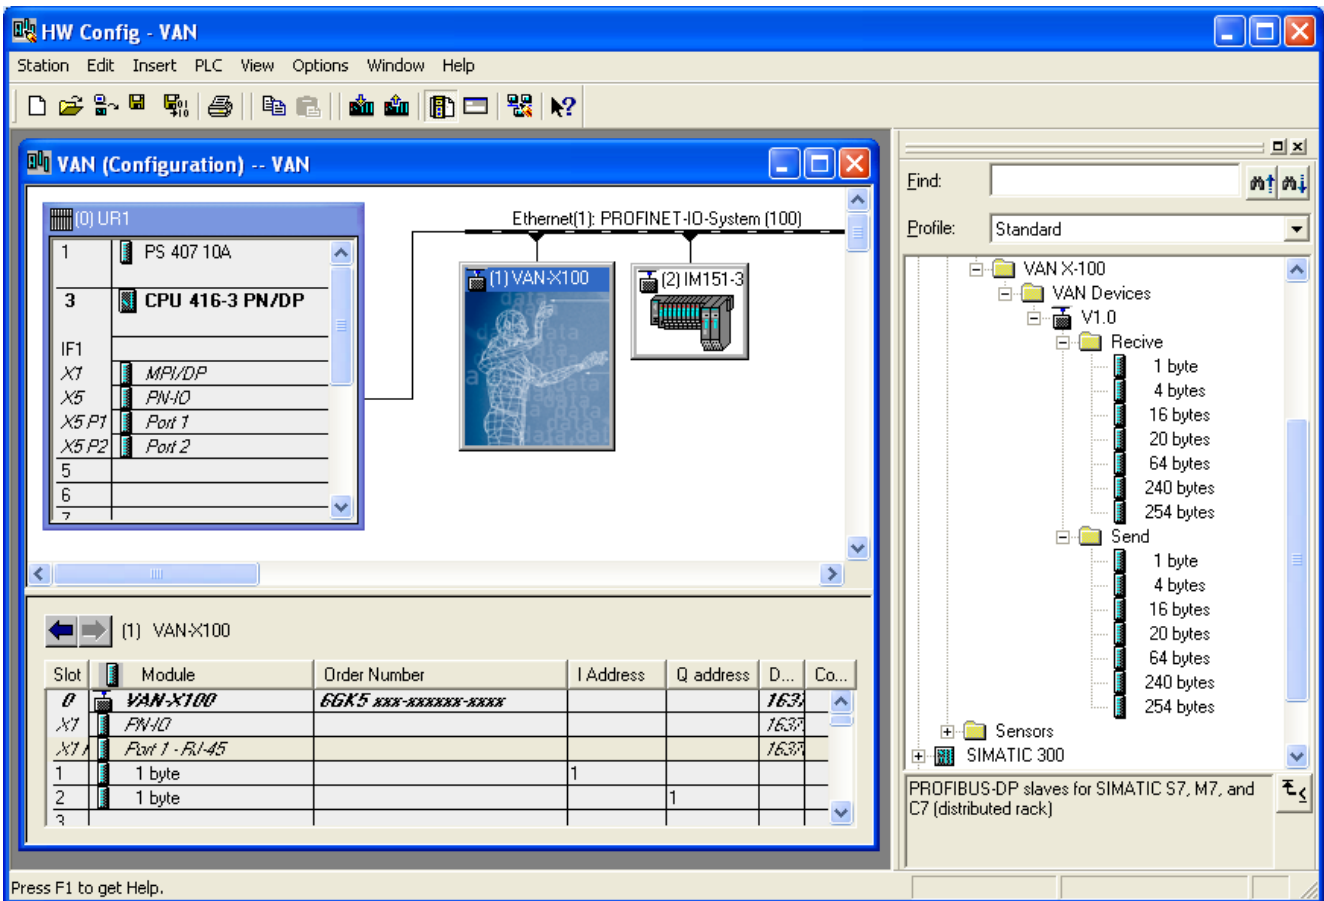 HW Config - VAN
Station Edit Insert PLC View Options Window Help
VAN (Configuration) -- VAN
(0) UR1
1 PS 407 10A
3 CPU 416-3 PN/DP
IF1
X1 MPI/DP
X5 PN-IO
X5 P1 Port 1
X5 P2 Port 2
5
6
7
Ethernet(1): PROFINET-IO-System (100)
(1) VAN-X100
(2) IM151-3
data
(1) VAN-X100
Slot Module Order Number I Address Q address D... Co...
0 VAN-X100 6GK5 xxx-xxxxx-xxxx 1637
X1 PN-IO 1637
X1 Port 1 - RJ-45 1637
1 1 byte 1
2 1 byte 1
3
Find:
Profile: Standard
VAN X-100
VAN Devices
V1.0
Recive
1 byte
4 bytes
16 bytes
20 bytes
64 bytes
240 bytes
254 bytes
Send
1 byte
4 bytes
16 bytes
20 bytes
64 bytes
240 bytes
254 bytes
Sensors
SIMATIC 300
PROFIBUS-DP slaves for SIMATIC S7, M7, and
C7 (distributed rack)
Press F1 to get Help.